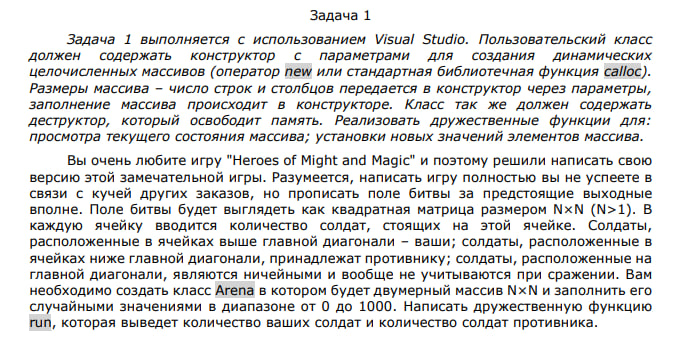 Задача 1
Задача 1 выполняется с использованием Visual Studio. Пользовательский класс
должен содержать конструктор с параметрами для создания динамических
целочисленных массивов (оператор new или стандартная библиотечная функция calloc).
Размеры массива – число строк и столбцов передается в конструктор через параметры,
заполнение массива происходит в конструкторе. Класс так же должен содержать
деструктор, который освободит память. Реализовать дружественные функции для:
просмотра текущего состояния массива; установки новых значений элементов массива.
Вы очень любите игру "Heroes of Might and Magic" и поэтому решили написать свою
версию этой замечательной игры. Разумеется, написать игру полностью вы не успеете в
связи с кучей других заказов, но прописать поле битвы за предстоящие выходные
вполне. Поле битвы будет выглядеть как квадратная матрица размером N×N (N>1). В
каждую ячейку вводится количество солдат, стоящих на этой ячейке. Солдаты,
расположенные в ячейках выше главной диагонали – ваши; солдаты, расположенные в
ячейках ниже главной диагонали, принадлежат противнику; солдаты, расположенные на
главной диагонали, являются ничейными и вообще не учитываются при сражении. Вам
необходимо создать класс Arena в котором будет двумерный массив N×N и заполнить его
случайными значениями в диапазоне от 0 до 1000. Написать дружественную функцию
run, которая выведет количество ваших солдат и количество солдат противника.